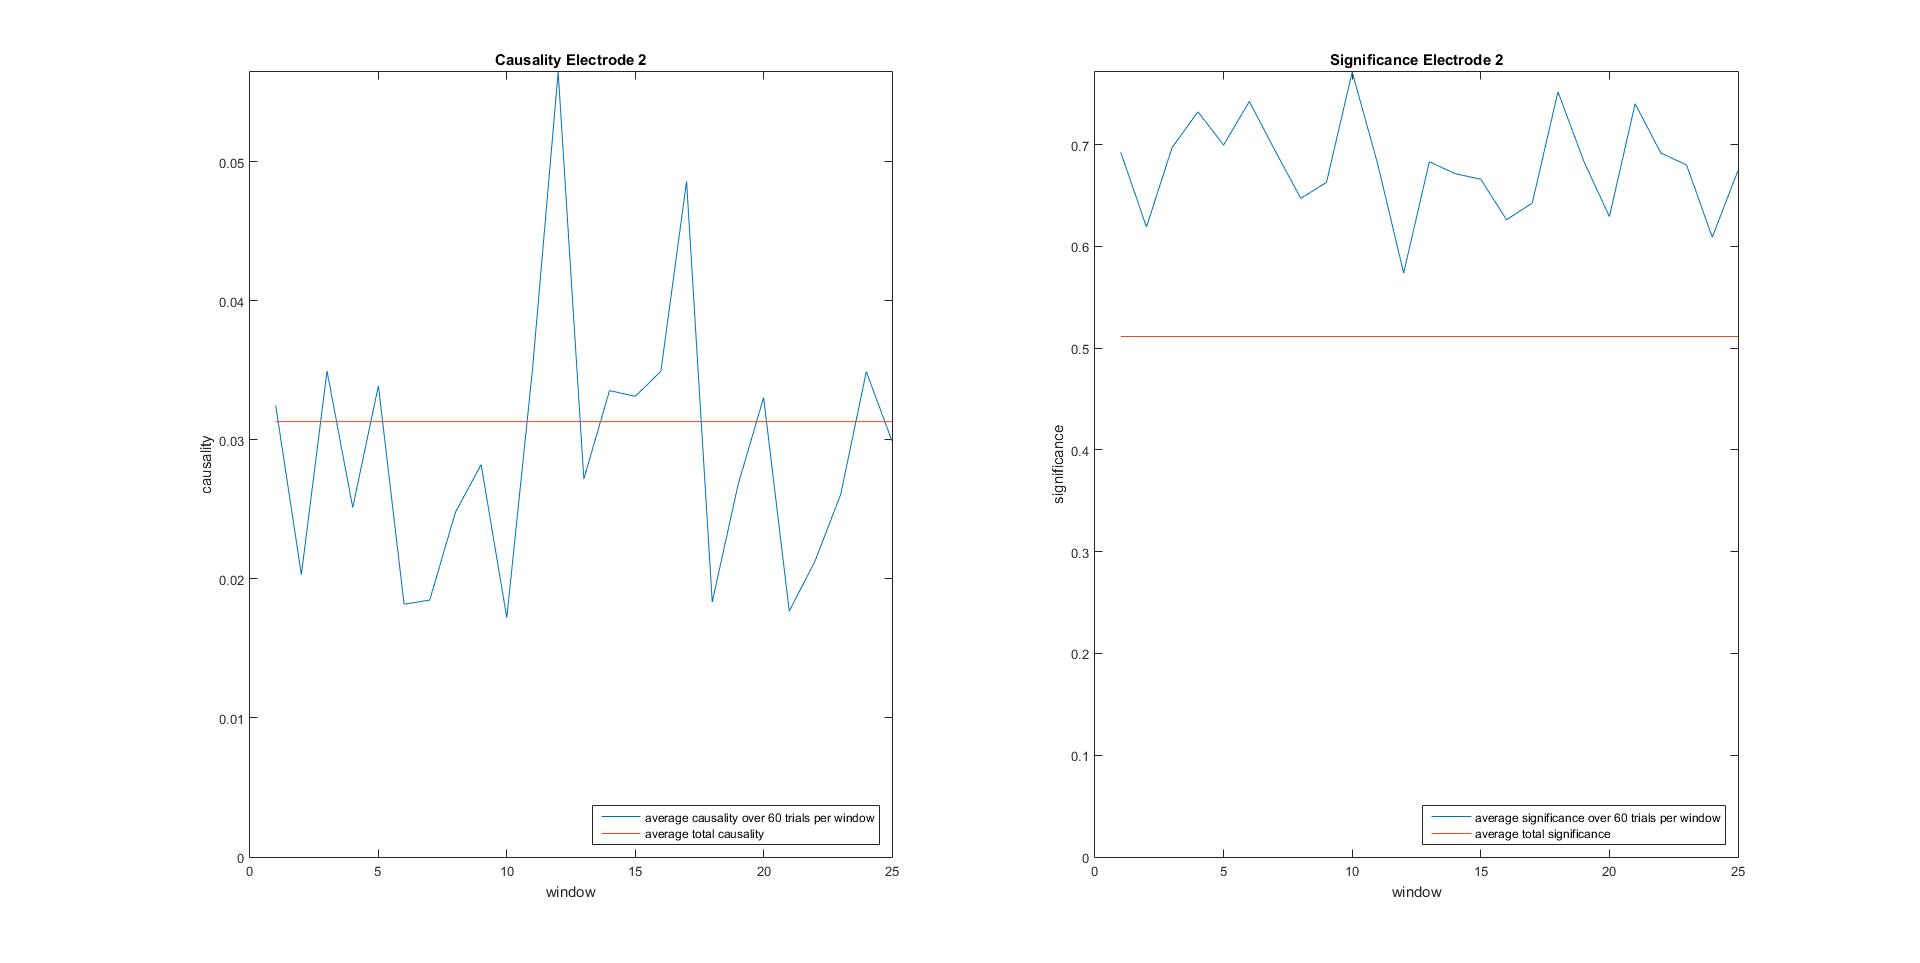 Causality Electrode 2
causality
0.05
0.04
0.03
0.02
0.01
0
0 5 10 15 20 25
window
average causality over 60 trials per window
average total causality
Significance Electrode 2
significance
0.7
0.6
0.5
0.4
0.3
0.2
0.1
0
0 5 10 15 20 25
window
average significance over 60 trials per window
average total significance